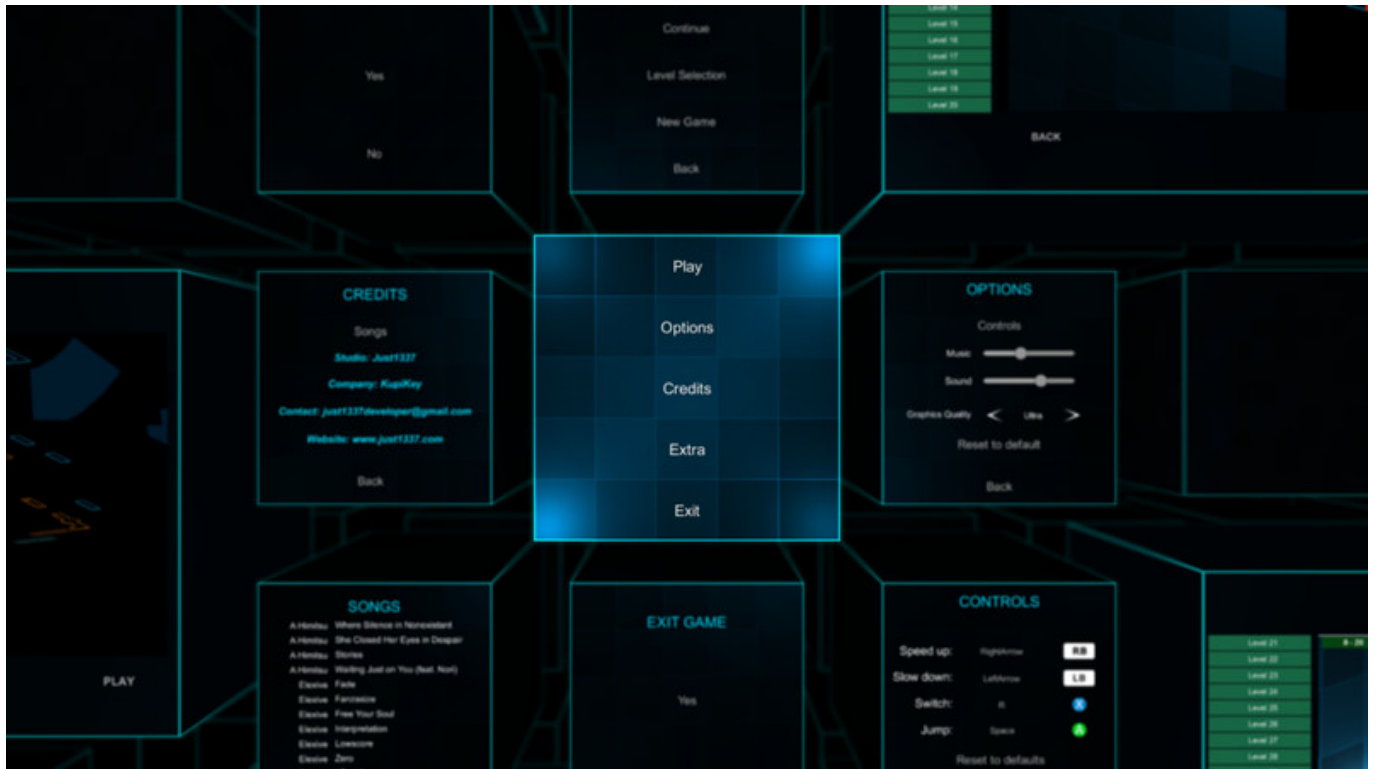 Yes
No
Continue
Level Selection
New Game
Back
Level 15
Level 16
Level 17
Level 18
Level 19
Level 20
BACK
PLAY
CREDITS
Songs
Studio: Just1337
Company: KupiKey
Contact: just1337developer@gmail.com
Website: www.just1337.com
Back
Play
Options
Credits
Extra
Exit
OPTIONS
Controls
Music
Sound
Graphics Quality < Ultra >
Reset to default
Back
SONGS
A Himitsu Where Silence in Nonexistant
A Himitsu She Closed Her Eyes in Despair
A Himitsu Stories
A Himitsu Waiting Just on You (feat. Nori)
Elexive Fade
Elexive Fanzasize
Elexive Free Your Soul
Elexive Interpretation
Elexive Lowscore
Elexive Zero
EXIT GAME
Yes
CONTROLS
Speed up: RightArrow RB
Slow down: LeftArrow LB
Switch: R X
Jump: Space A
Reset to defaults
Level 21
Level 22
Level 23
Level 24
Level 25
Level 26
Level 27
Level 28